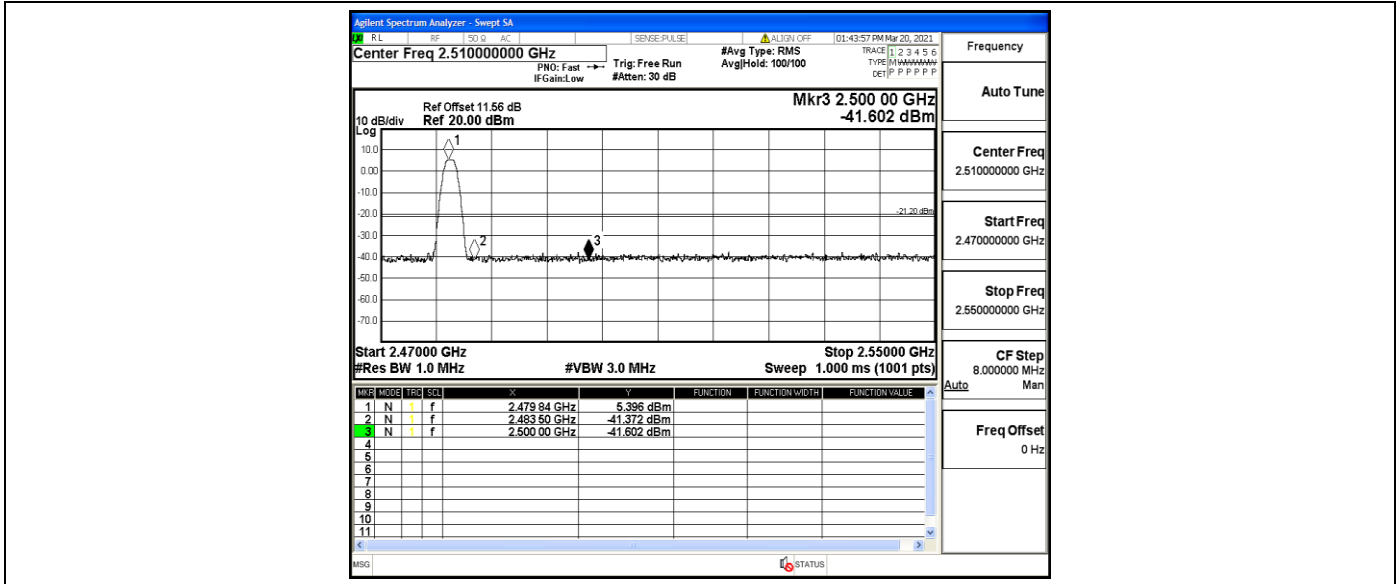 Agilent Spectrum Analyzer - Swept SA
RL RF 50 Ω AC SENSE:PULSE ALIGN OFF 01:43:57 PM Mar 20, 2021
Center Freq 2.510000000 GHz
PNO: Fast
IFGain:Low
Trig: Free Run
#Atten: 30 dB
#Avg Type: RMS
Avg|Hold: 100/100
TRACE 1 2 3 4 5 6
TYPE M
DET P P P P P P
Ref Offset 11.56 dB
10 dB/div Ref 20.00 dBm
Log
Mkr3 2.500 00 GHz
-41.602 dBm
10.0
0.00
-10.0
-20.0
-30.0
-40.0
-50.0
-60.0
-70.0
1
2
3
-21.20 dBm
Start 2.47000 GHz Stop 2.55000 GHz
#Res BW 1.0 MHz #VBW 3.0 MHz Sweep 1.000 ms (1001 pts)
MKR MODE TRC SCL X Y FUNCTION FUNCTION WIDTH FUNCTION VALUE
1 N 1 f 2.479 84 GHz 5.396 dBm
2 N 1 f 2.483 50 GHz -41.372 dBm
3 N 1 f 2.500 00 GHz -41.602 dBm
4
5
6
7
8
9
10
11
MSG STATUS
Frequency
Auto Tune
Center Freq
2.510000000 GHz
Start Freq
2.470000000 GHz
Stop Freq
2.550000000 GHz
CF Step
8.000000 MHz
Auto Man
Freq Offset
0 Hz